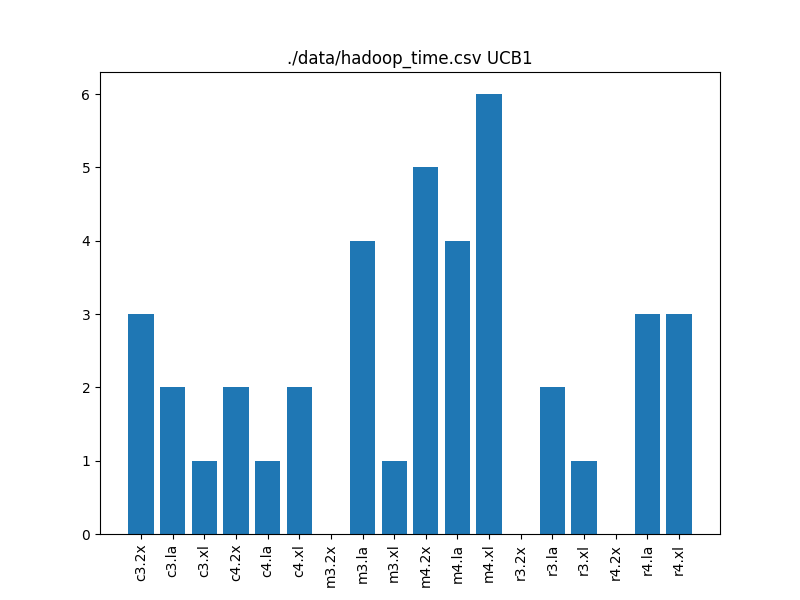 ./data/hadoop_time.csv UCB1
6
5
4
3
2
1
0
c3.2x
c3.la
c3.xl
c4.2x
c4.la
c4.xl
m3.2x
m3.la
m3.xl
m4.2x
m4.la
m4.xl
r3.2x
r3.la
r3.xl
r4.2x
r4.la
r4.xl